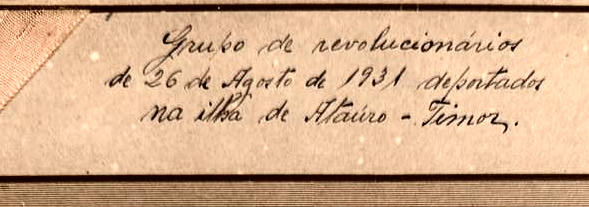 Grupo de revolucionários
de 26 de Agosto de 1931 deportados
na ilha de Ataúro - Timor.